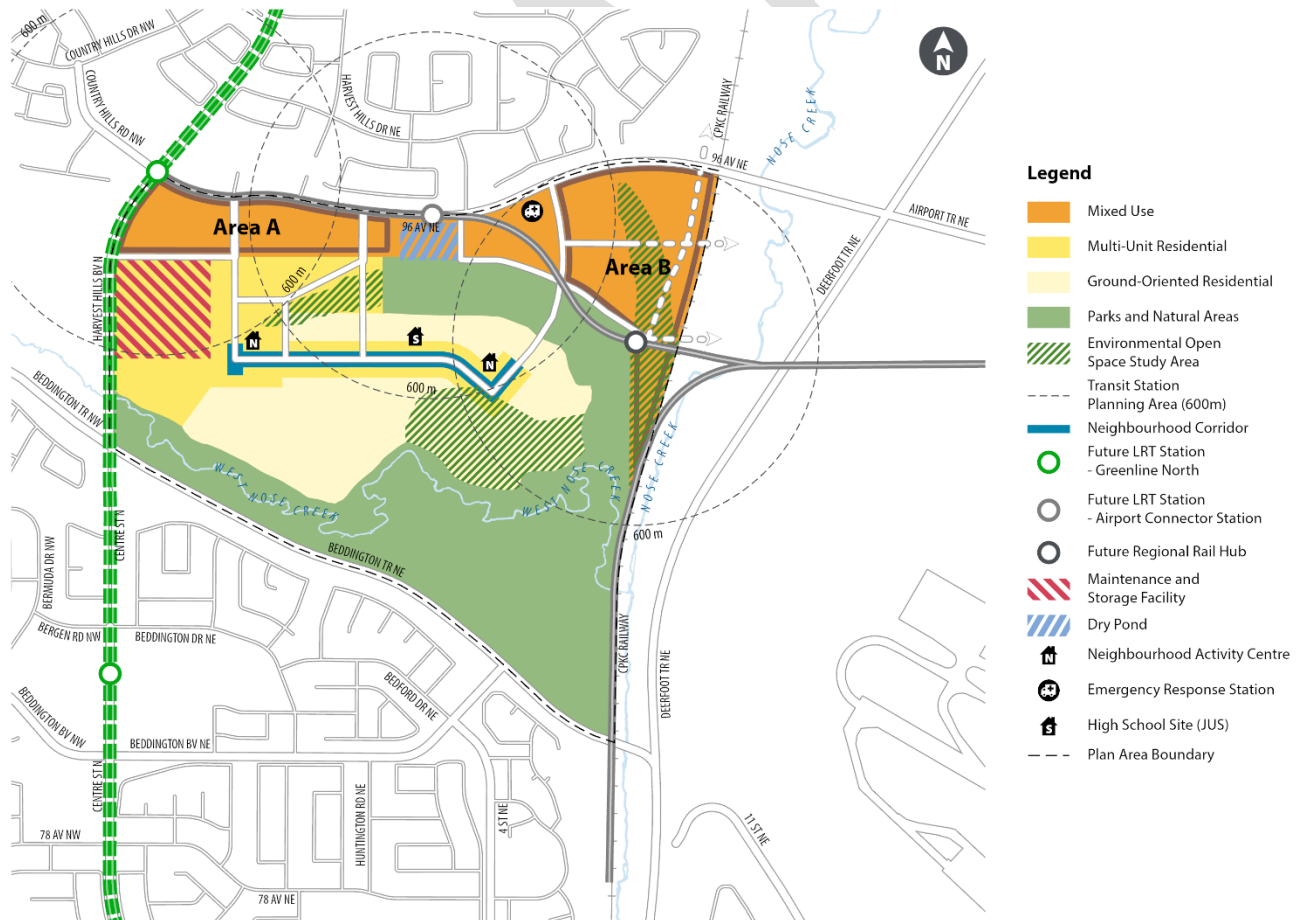 600 m
COUNTRY HILLS DR NW
COUNTRY HILLS RD NW
HARVEST HILLS DR NE
CPKC RAILWAY
NOSE CREEK
N
96 AV NE
AIRPORT TR NE
DEERFOOT TR NE
Area A
96 AV NE
Area B
600 m
HARVEST HILLS BV N
N
S
N
600 m
BEDDINGTON TR NW
WEST NOSE CREEK
WEST NOSE CREEK
NOSE CREEK
600 m
CENTRE ST N
BEDDINGTON TR NE
BERMUDA DR NW
BERGEN RD NW
BEDDINGTON DR NE
CPKC RAILWAY
DEERFOOT TR NE
BEDFORD DR NE
BEDDINGTON BV NW
BEDDINGTON BV NE
CENTRE ST N
HUNTINGTON RD NE
4 ST NE
11 ST NE
78 AV NW
78 AV NE
Legend
Mixed Use
Multi-Unit Residential
Ground-Oriented Residential
Parks and Natural Areas
Environmental Open
Space Study Area
Transit Station
Planning Area (600m)
Neighbourhood Corridor
Future LRT Station
- Greenline North
Future LRT Station
- Airport Connector Station
Future Regional Rail Hub
Maintenance and
Storage Facility
Dry Pond
N
Neighbourhood Activity Centre
Emergency Response Station
S
High School Site (JUS)
Plan Area Boundary